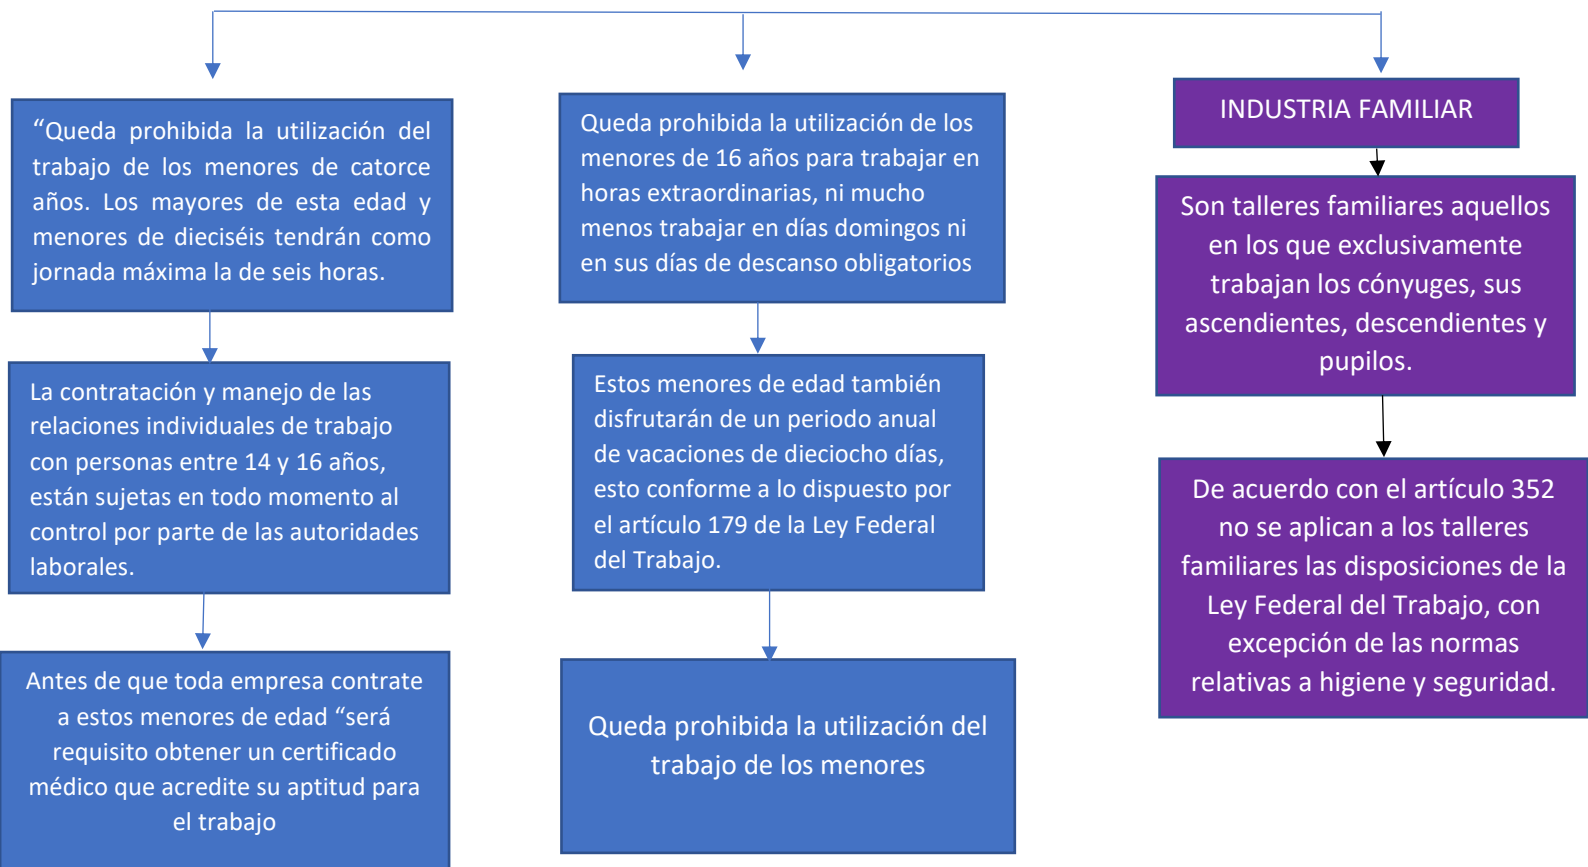 “Queda prohibida la utilización del
trabajo de los menores de catorce
años. Los mayores de esta edad y
menores de dieciséis tendrán como
jornada máxima la de seis horas.
La contratación y manejo de las
relaciones individuales de trabajo
con personas entre 14 y 16 años,
están sujetas en todo momento al
control por parte de las autoridades
laborales.
Antes de que toda empresa contrate
a estos menores de edad “será
requisito obtener un certificado
médico que acredite su aptitud para
el trabajo
Queda prohibida la utilización de los
menores de 16 años para trabajar en
horas extraordinarias, ni mucho
menos trabajar en días domingos ni
en sus días de descanso obligatorios
Estos menores de edad también
disfrutarán de un periodo anual
de vacaciones de dieciocho días,
esto conforme a lo dispuesto por
el artículo 179 de la Ley Federal
del Trabajo.
Queda prohibida la utilización del
trabajo de los menores
INDUSTRIA FAMILIAR
Son talleres familiares aquellos
en los que exclusivamente
trabajan los cónyuges, sus
ascendientes, descendientes y
pupilos.
De acuerdo con el artículo 352
no se aplican a los talleres
familiares las disposiciones de la
Ley Federal del Trabajo, con
excepción de las normas
relativas a higiene y seguridad.